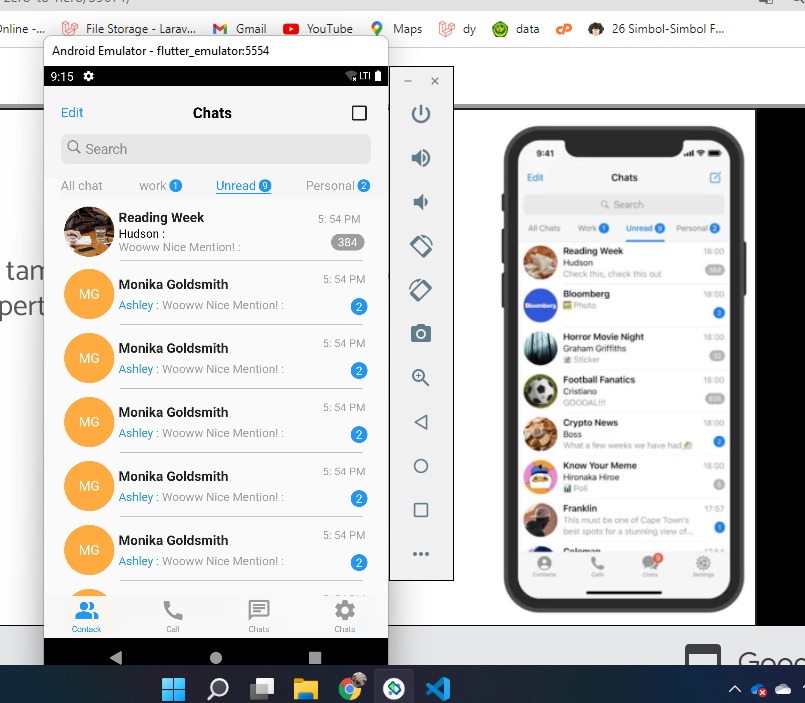 File Storage - Larav...
Gmail
YouTube
Maps
dy
data
26 Simbol-Simbol F...
Android Emulator - flutter_emulator:5554
9:15
LTE
Edit
Chats
Search
All chat
work 1
Unread 9
Personal 2
Reading Week
5: 54 PM
Hudson :
Wooww Nice Mention! :
384
MG
Monika Goldsmith
5: 54 PM
Ashley : Wooww Nice Mention! :
2
MG
Monika Goldsmith
5: 54 PM
Ashley : Wooww Nice Mention! :
2
MG
Monika Goldsmith
5: 54 PM
Ashley : Wooww Nice Mention! :
2
MG
Monika Goldsmith
5: 54 PM
Ashley : Wooww Nice Mention! :
2
MG
Monika Goldsmith
5: 54 PM
Ashley : Wooww Nice Mention! :
2
Contack
Call
Chats
Chats
tam
pert
9:41
Edit
Chats
Search
All Chats
Work 1
Unread 9
Personal 2
Reading Week
18:00
Hudson
Check this, check this out
Bloomberg
18:00
Bloomberg
Photo
3
Horror Movie Night
18:00
Graham Griffiths
Sticker
Football Fanatics
18:00
Cristiano
GOOOAL!!!
Crypto News
18:00
Boss
What a few weeks we have had
2
Know Your Meme
18:00
Hironaka Hiroe
Poll
Franklin
17:57
This must be one of Cape Town's
best spots for a stunning view of...
1
Coleman
Contacts
Calls
Chats
Settings